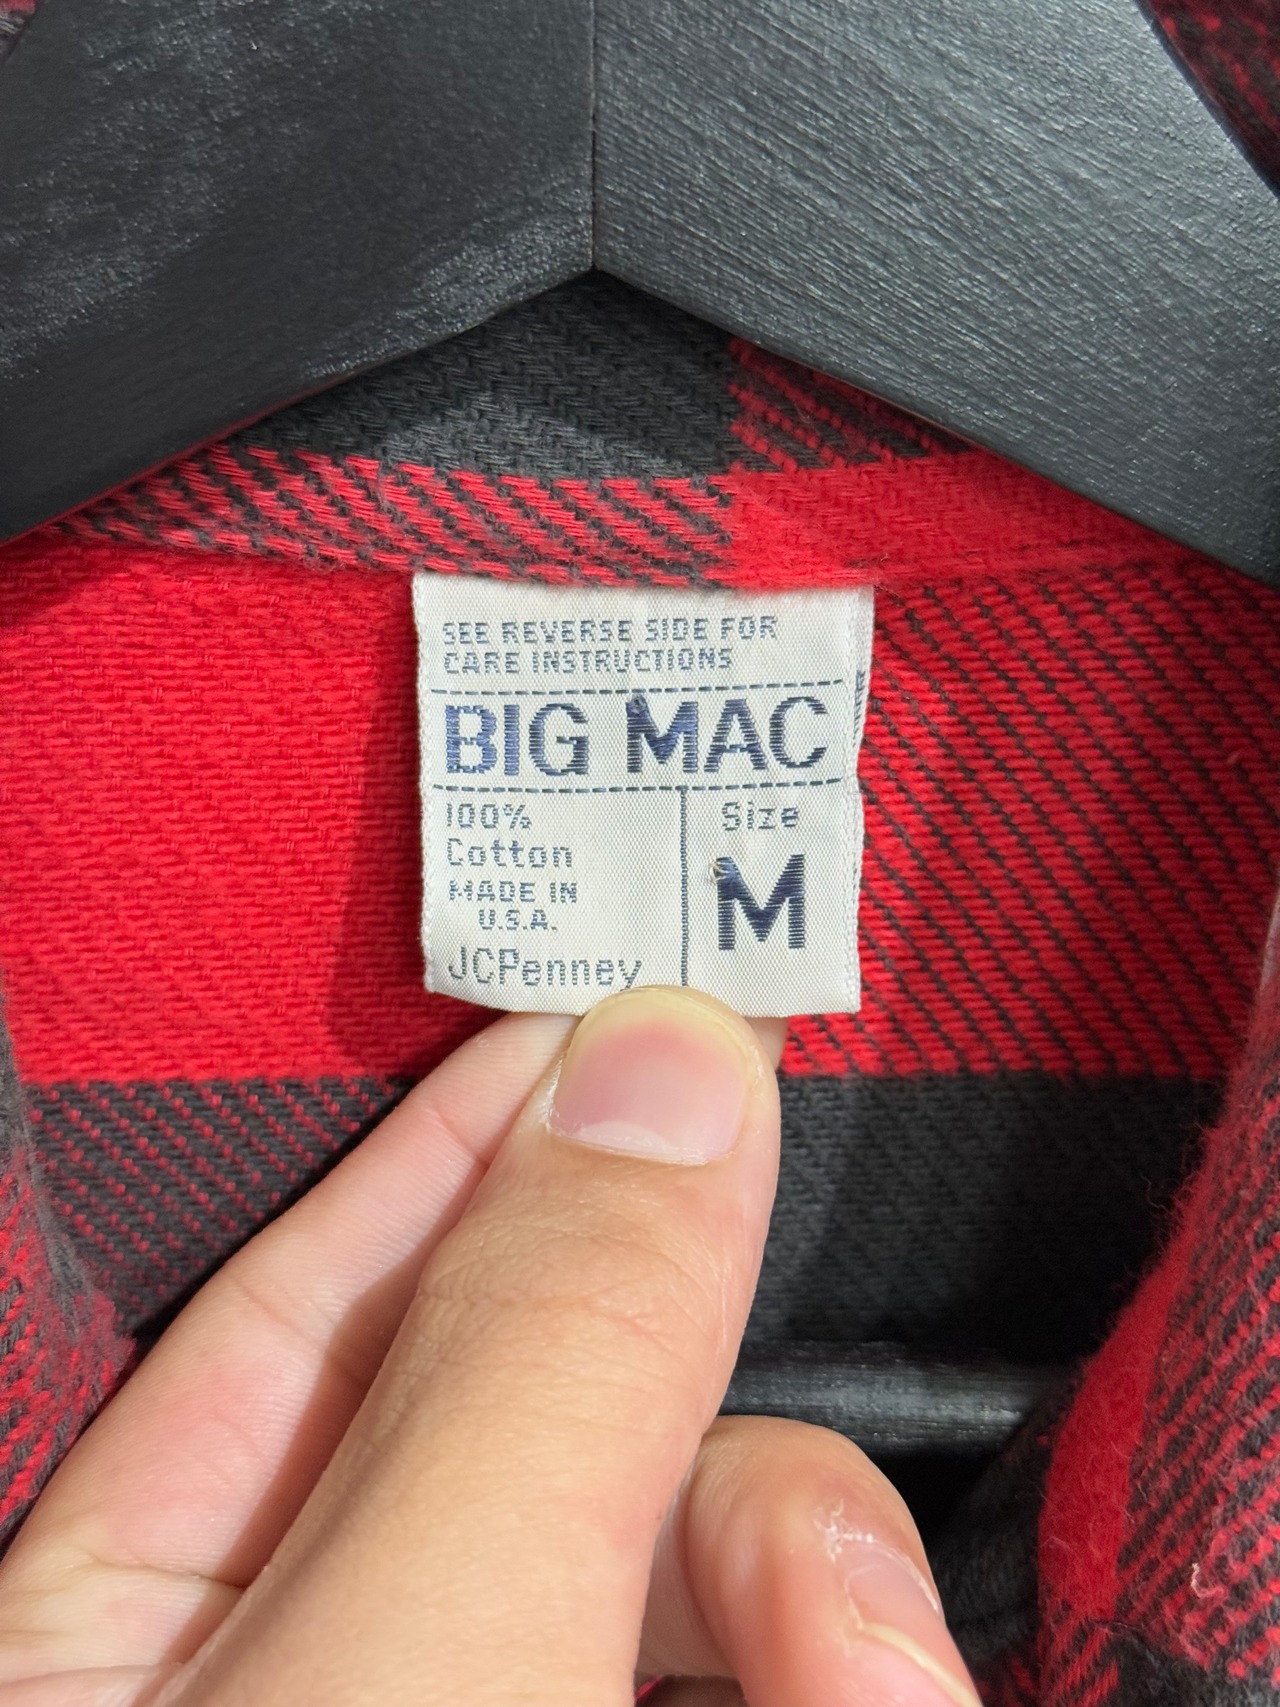 SEE REVERSE SIDE FOR
CARE INSTRUCTIONS
BIG MAC
100%
Cotton
MADE IN
U.S.A.
JCPenney
Size
M